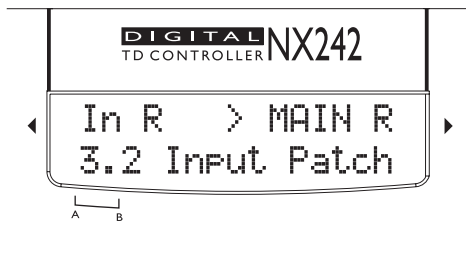 DIGITAL
TD CONTROLLER NX242
In R > MAIN R
3.2 Input Patch
A B